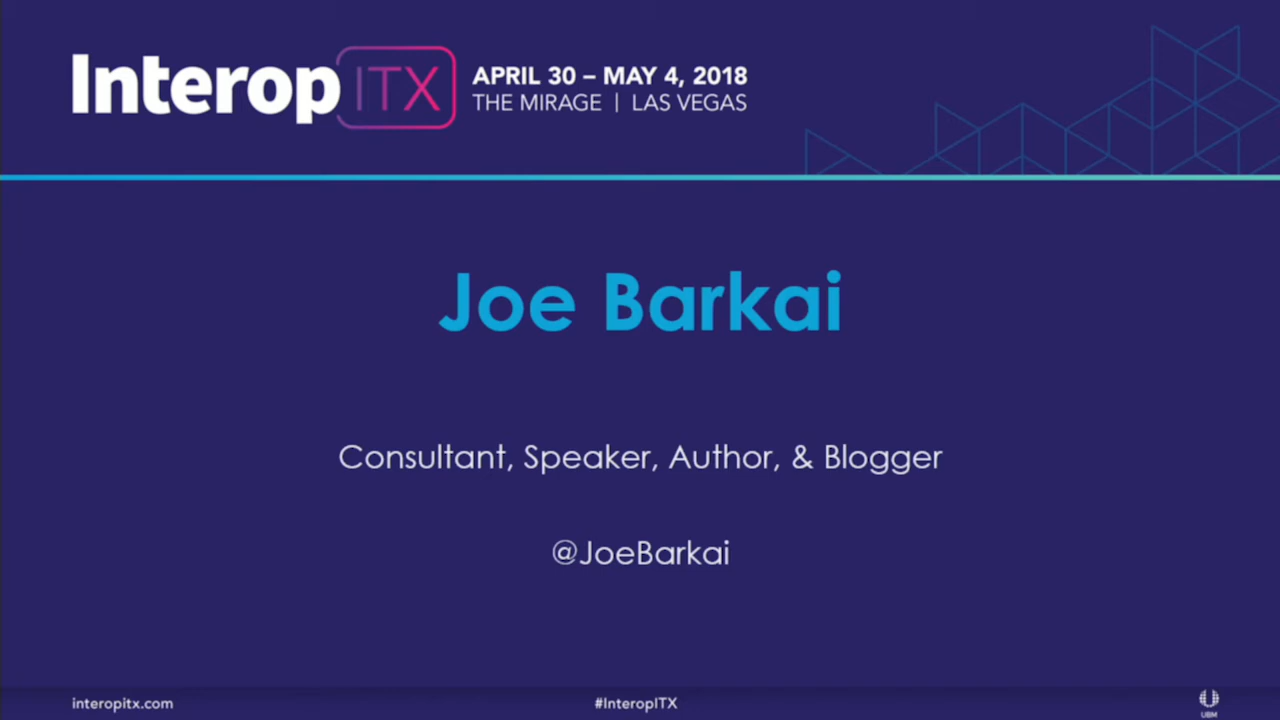 Interop ITX
APRIL 30 – MAY 4, 2018
THE MIRAGE | LAS VEGAS
Joe Barkai
Consultant, Speaker, Author, & Blogger
@JoeBarkai
interopitx.com
#InteropITX
UBM